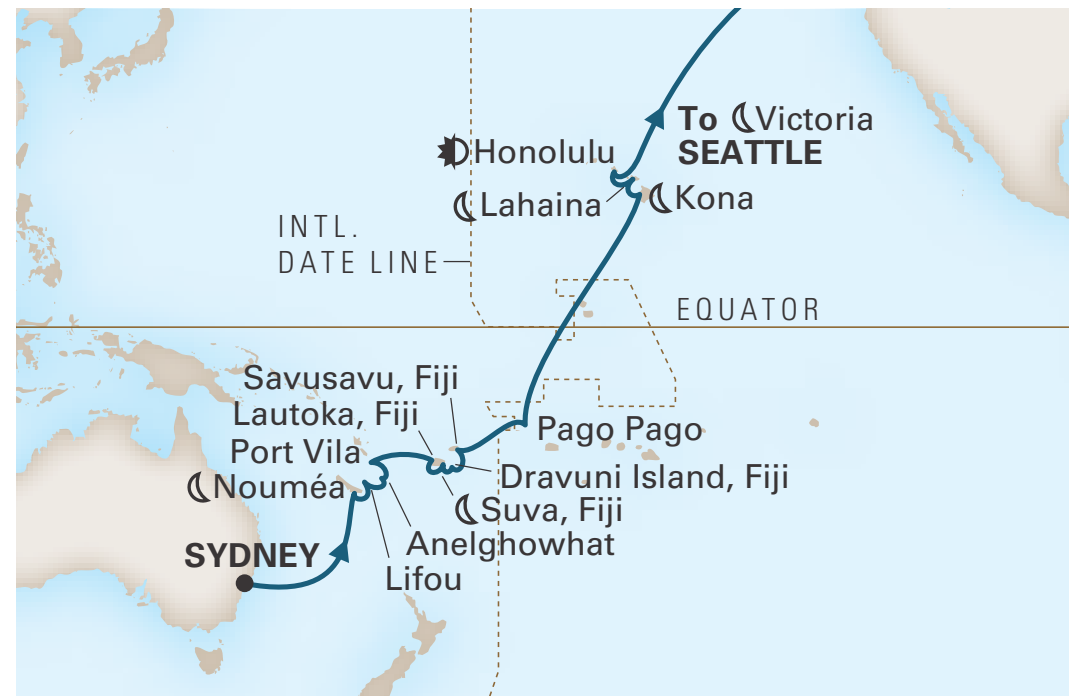 To Victoria
SEATTLE
Honolulu
Lahaina
Kona
INTL.
DATE LINE
EQUATOR
Savusavu, Fiji
Lautoka, Fiji
Port Vila
Nouméa
Pago Pago
Dravuni Island, Fiji
Suva, Fiji
Anelghowhat
Lifou
SYDNEY